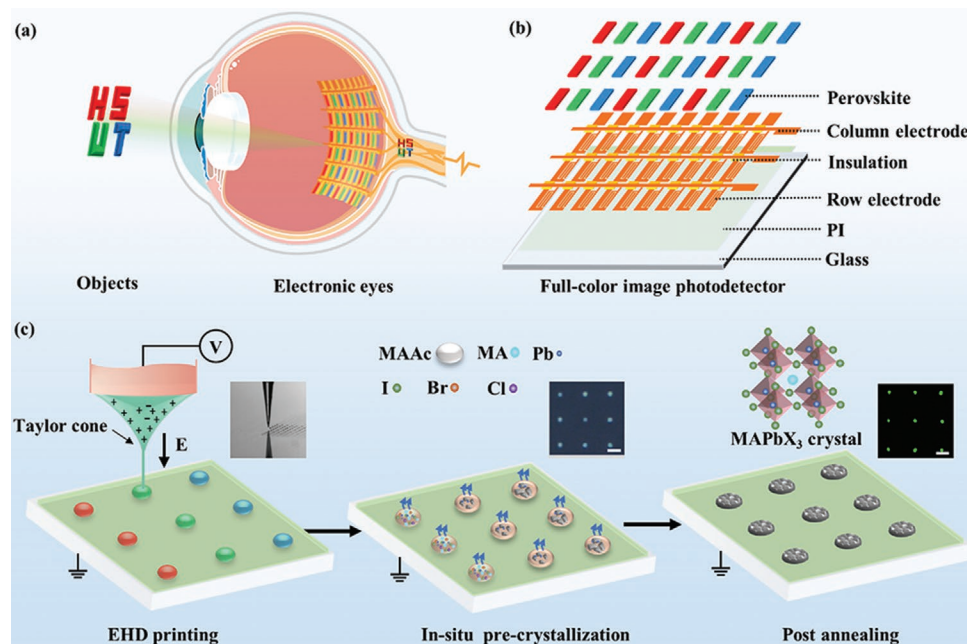 (a)
HS
UT
HS
UT
Objects
Electronic eyes
(b)
Perovskite
Column electrode
Insulation
Row electrode
PI
Glass
Full-color image photodetector
(c)
V
Taylor cone
E
EHD printing
MAAc MA Pb
I Br Cl
In-situ pre-crystallization
MAPbX₃ crystal
Post annealing